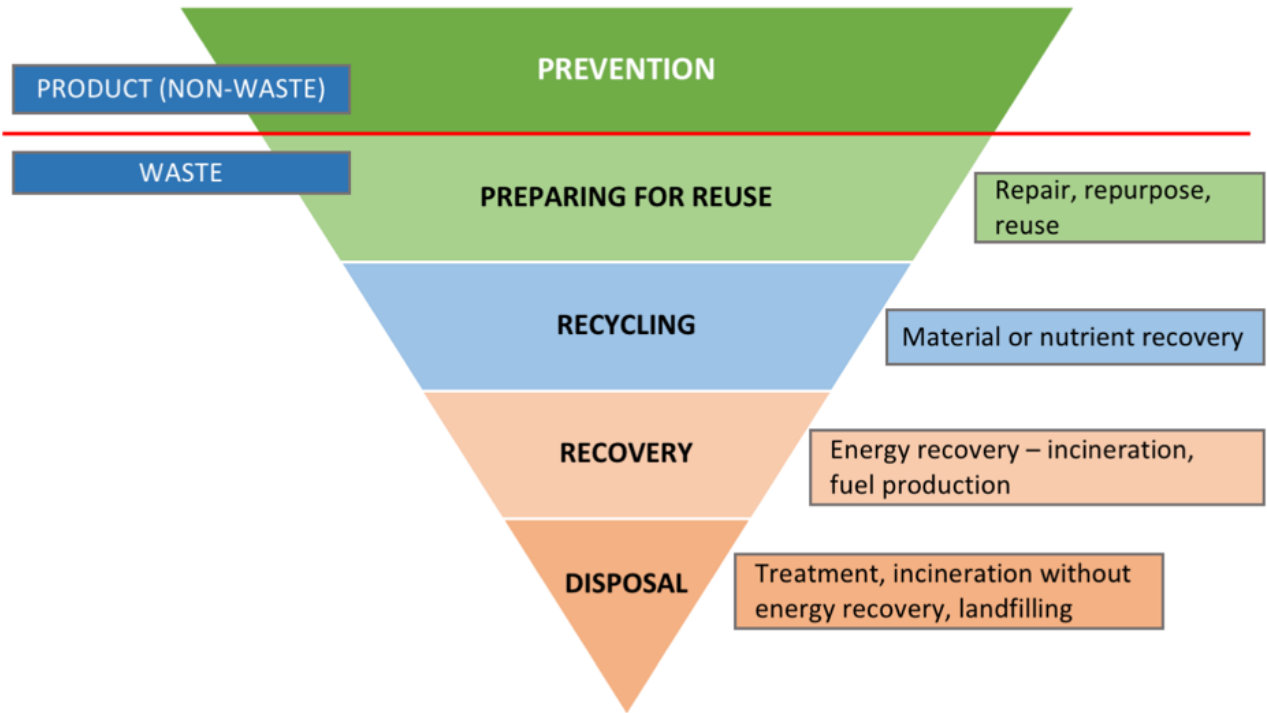 PREVENTION
PRODUCT (NON-WASTE)
WASTE
PREPARING FOR REUSE
Repair, repurpose,
reuse
RECYCLING
Material or nutrient recovery
RECOVERY
Energy recovery – incineration,
fuel production
DISPOSAL
Treatment, incineration without
energy recovery, landfilling